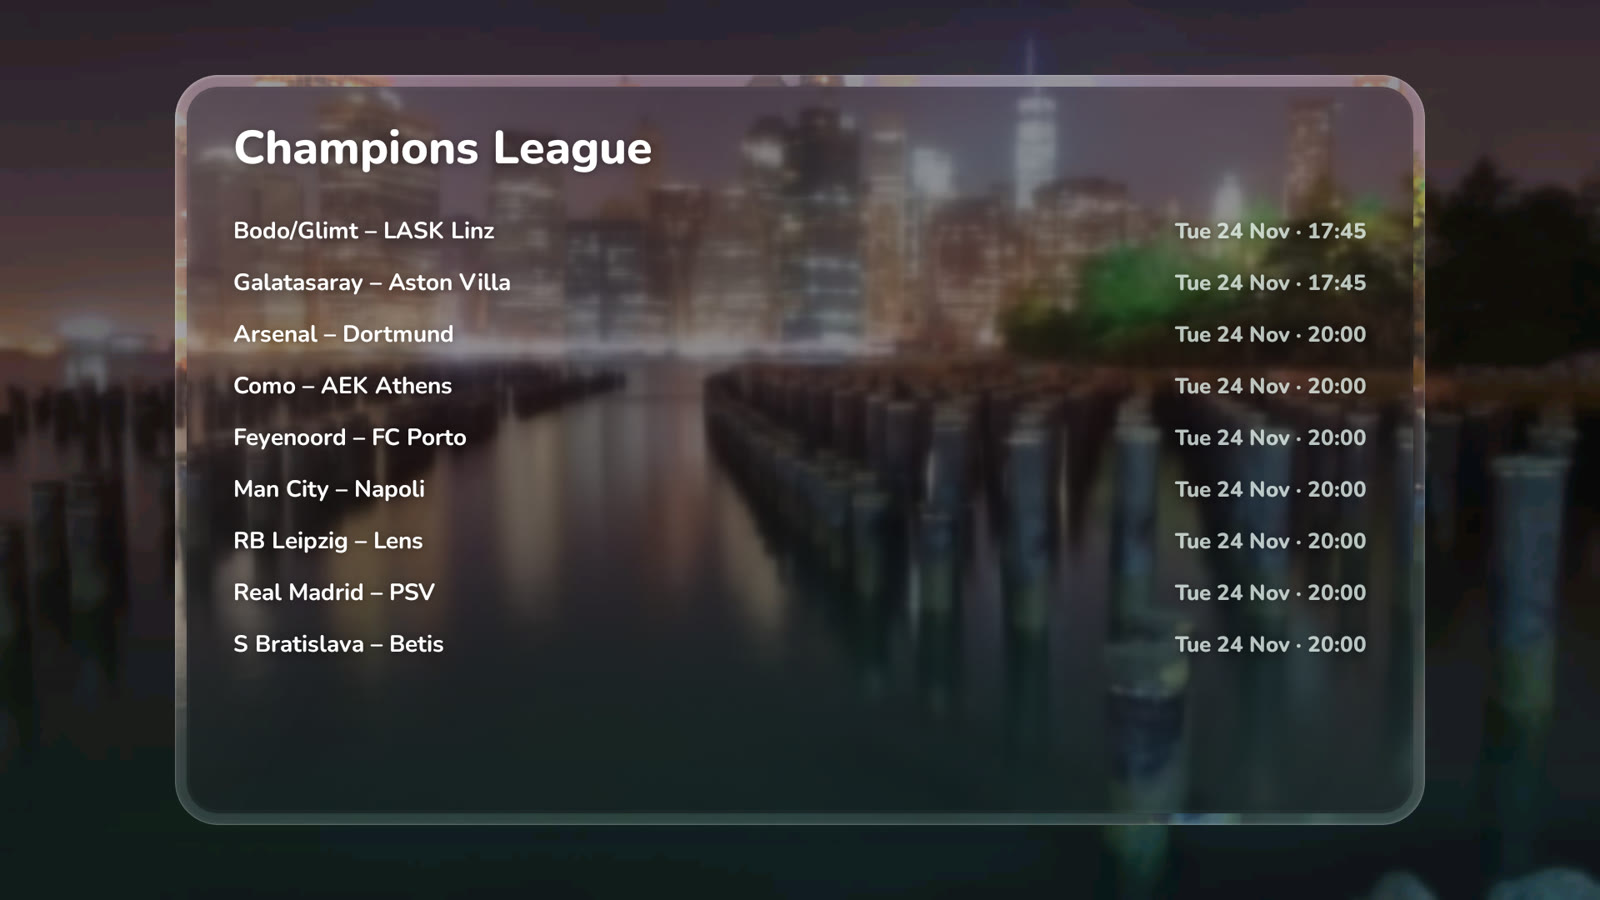 Champions League
Bodo/Glimt – LASK Linz Tue 24 Nov · 17:45
Galatasaray – Aston Villa Tue 24 Nov · 17:45
Arsenal – Dortmund Tue 24 Nov · 20:00
Como – AEK Athens Tue 24 Nov · 20:00
Feyenoord – FC Porto Tue 24 Nov · 20:00
Man City – Napoli Tue 24 Nov · 20:00
RB Leipzig – Lens Tue 24 Nov · 20:00
Real Madrid – PSV Tue 24 Nov · 20:00
S Bratislava – Betis Tue 24 Nov · 20:00